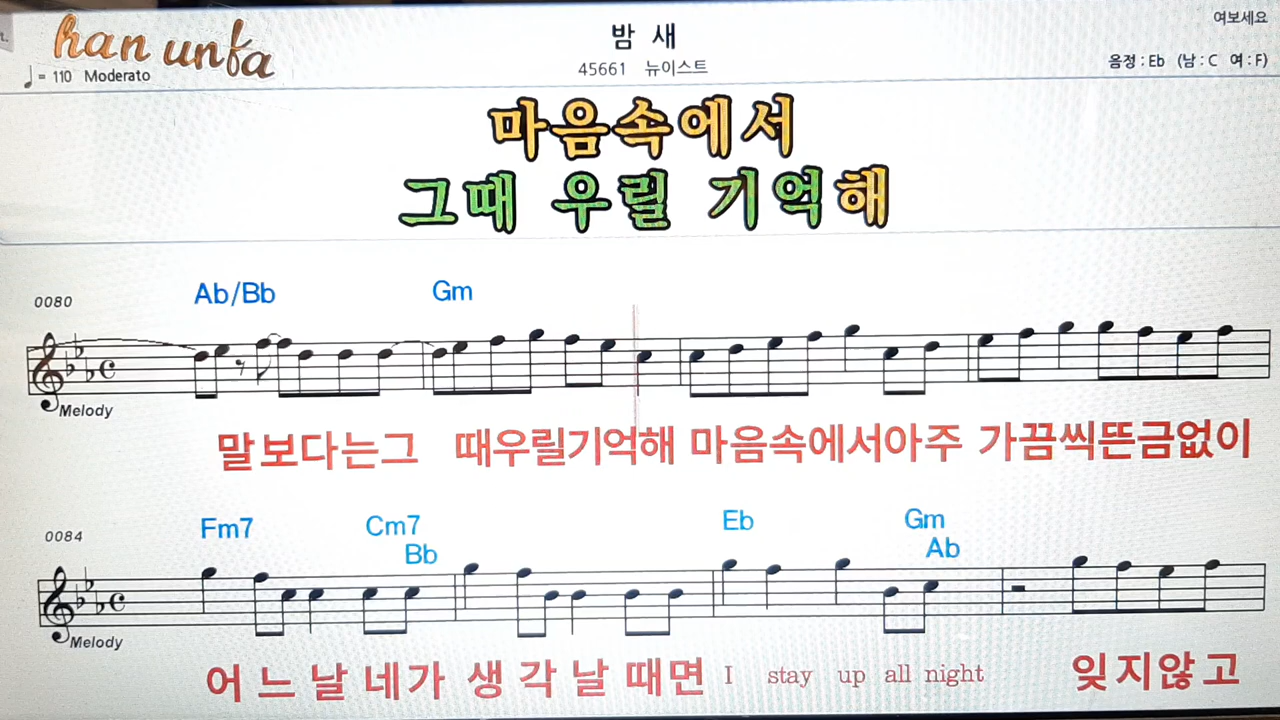 han unfa
여보세요
밤 새
♩= 110 Moderato
45661 뉴이스트
음정 : Eb (남 : C 여 : F)
마음속에서
그때 우릴 기억해
0080
Ab/Bb Gm
Melody
말보다는그 때우릴기억해 마음속에서아주 가끔씩뜬금없이
0084
Fm7 Cm7 Bb Eb Gm Ab
Melody
어느날네가 생각날때면 I stay up all night 잊지않고